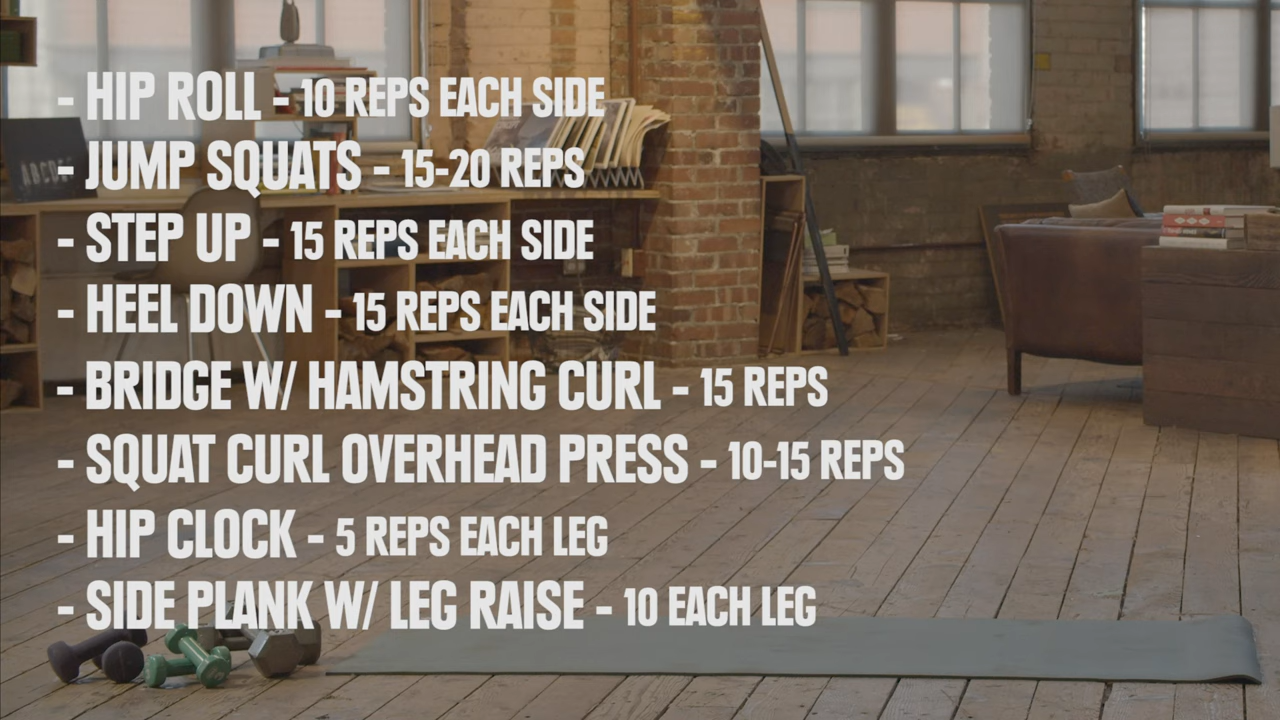 - HIP ROLL - 10 REPS EACH SIDE
- JUMP SQUATS - 15-20 REPS
- STEP UP - 15 REPS EACH SIDE
- HEEL DOWN - 15 REPS EACH SIDE
- BRIDGE W/ HAMSTRING CURL - 15 REPS
- SQUAT CURL OVERHEAD PRESS - 10-15 REPS
- HIP CLOCK - 5 REPS EACH LEG
- SIDE PLANK W/ LEG RAISE - 10 EACH LEG